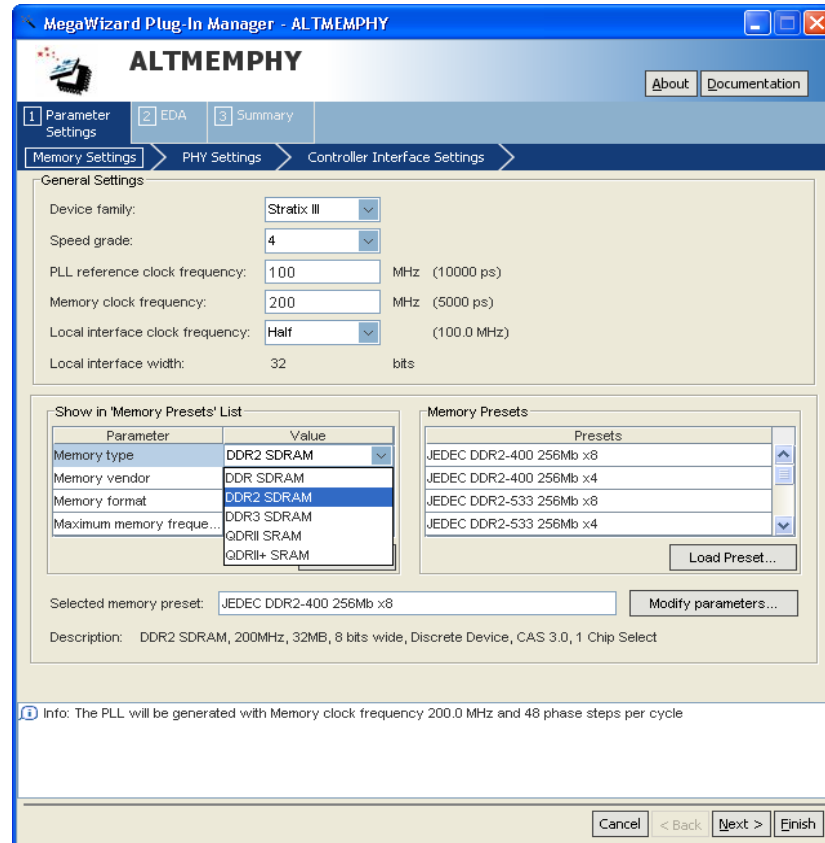 MegaWizard Plug-In Manager - ALTMEMPHY
ALTMEMPHY
About Documentation
1 Parameter Settings 2 EDA 3 Summary
Memory Settings PHY Settings Controller Interface Settings
General Settings
Device family: Stratix III
Speed grade: 4
PLL reference clock frequency: 100 MHz (10000 ps)
Memory clock frequency: 200 MHz (5000 ps)
Local interface clock frequency: Half (100.0 MHz)
Local interface width: 32 bits
Show in 'Memory Presets' List
Parameter Value
Memory type DDR2 SDRAM
Memory vendor
Memory format
Maximum memory freque...
DDR SDRAM
DDR2 SDRAM
DDR3 SDRAM
QDRII SRAM
QDRII+ SRAM
Memory Presets
Presets
JEDEC DDR2-400 256Mb x8
JEDEC DDR2-400 256Mb x4
JEDEC DDR2-533 256Mb x8
JEDEC DDR2-533 256Mb x4
Load Preset...
Selected memory preset: JEDEC DDR2-400 256Mb x8 Modify parameters...
Description: DDR2 SDRAM, 200MHz, 32MB, 8 bits wide, Discrete Device, CAS 3.0, 1 Chip Select
Info: The PLL will be generated with Memory clock frequency 200.0 MHz and 48 phase steps per cycle
Cancel < Back Next > Finish